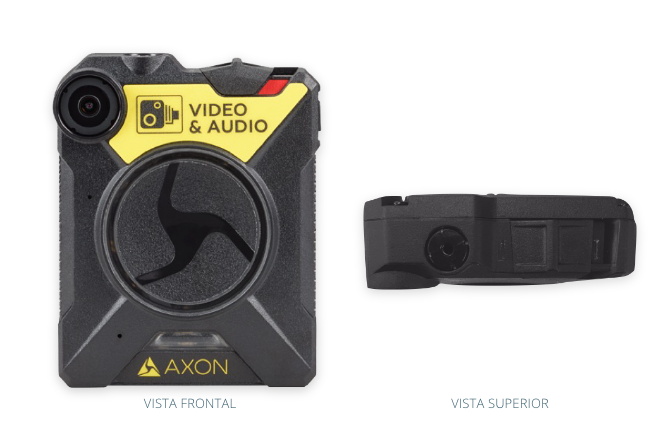 VIDEO
& AUDIO
AXON
VISTA FRONTAL
VISTA SUPERIOR